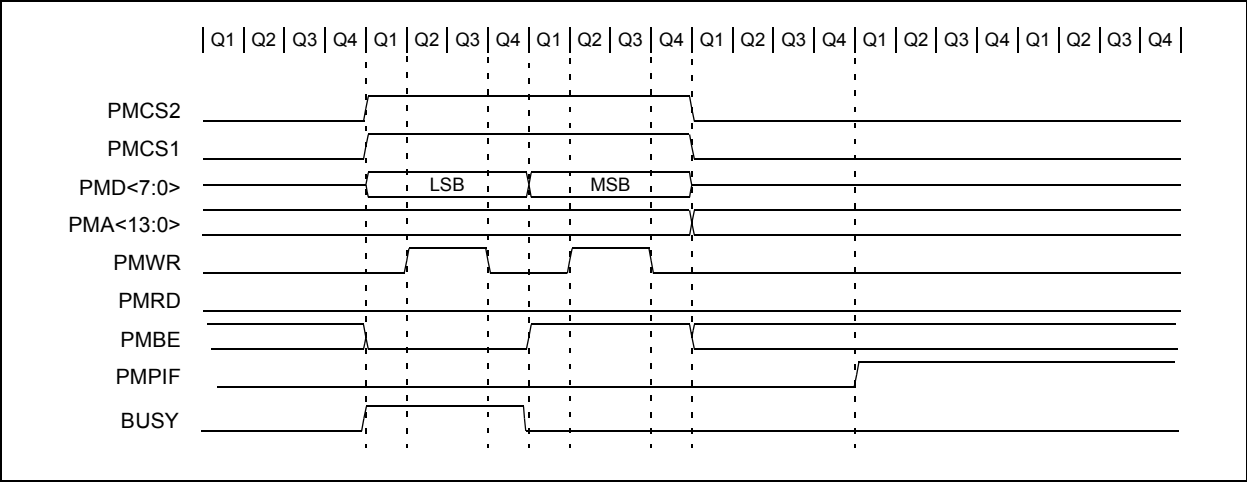 Q1 Q2 Q3 Q4 Q1 Q2 Q3 Q4 Q1 Q2 Q3 Q4 Q1 Q2 Q3 Q4 Q1 Q2 Q3 Q4 Q1 Q2 Q3 Q4
PMCS2
PMCS1
PMD<7:0> LSB MSB
PMA<13:0>
PMWR
PMRD
PMBE
PMPIF
BUSY